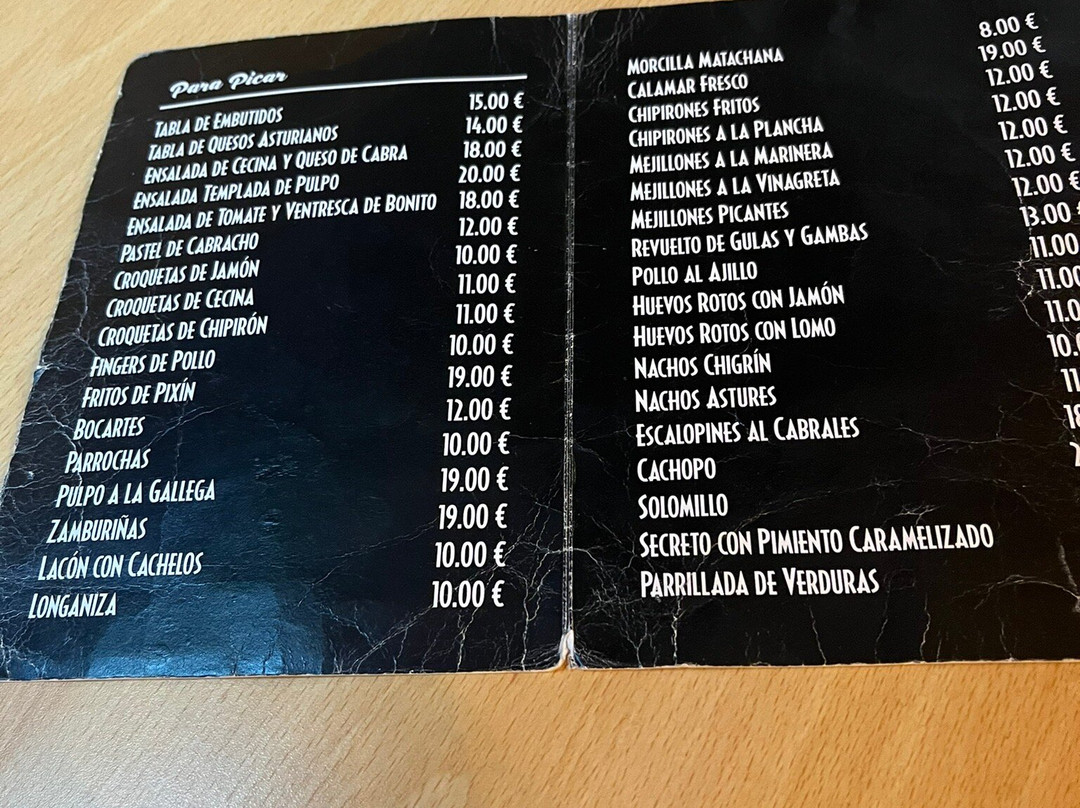 Para Picar
TABLA DE EMBUTIDOS 15.00 €
TABLA DE QUESOS ASTURIANOS 14.00 €
ENSALADA DE CECINA Y QUESO DE CABRA 18.00 €
ENSALADA TEMPLADA DE PULPO 20.00 €
ENSALADA DE TOMATE Y VENTRESCA DE BONITO 18.00 €
PASTEL DE CABRACHO 12.00 €
CROQUETAS DE JAMÓN 10.00 €
CROQUETAS DE CECINA 11.00 €
CROQUETAS DE CHIPIRÓN 11.00 €
FINGERS DE POLLO 10.00 €
FRITOS DE PIXÍN 19.00 €
BOCARTES 12.00 €
PARROCHAS 10.00 €
PULPO A LA GALLEGA 19.00 €
ZAMBURIÑAS 19.00 €
LACÓN CON CACHELOS 10.00 €
LONGANIZA 10.00 €
MORCILLA MATACHANA 8.00 €
CALAMAR FRESCO 19.00 €
CHIPIRONES FRITOS 12.00 €
CHIPIRONES A LA PLANCHA 12.00 €
MEJILLONES A LA MARINERA 12.00 €
MEJILLONES A LA VINAGRETA 12.00 €
MEJILLONES PICANTES 12.00 €
REVUELTO DE GULAS Y GAMBAS 13.00 €
POLLO AL AJILLO 11.00
HUEVOS ROTOS CON JAMÓN 11.00
HUEVOS ROTOS CON LOMO 11.0
NACHOS CHIGRÍN 10.
NACHOS ASTURES 11
ESCALOPINES AL CABRALES 18
CACHOPO
SOLOMILLO
SECRETO CON PIMIENTO CARAMELIZADO
PARRILLADA DE VERDURAS